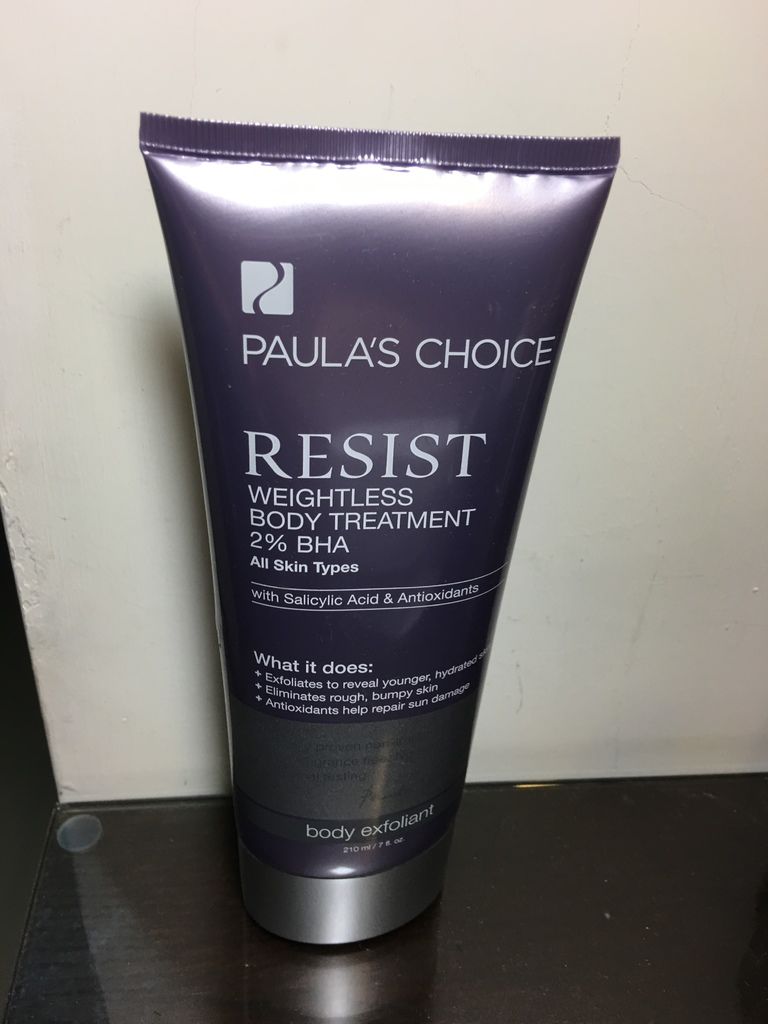 PAULA'S CHOICE
RESIST
WEIGHTLESS
BODY TREATMENT
2% BHA
All Skin Types
with Salicylic Acid & Antioxidants
What it does:
+ Exfoliates to reveal younger, hydrated
+ Eliminates rough, bumpy skin
+ Antioxidants help repair sun damage
proven
testing
body exfoliant
210 ml / 7 fl. oz.